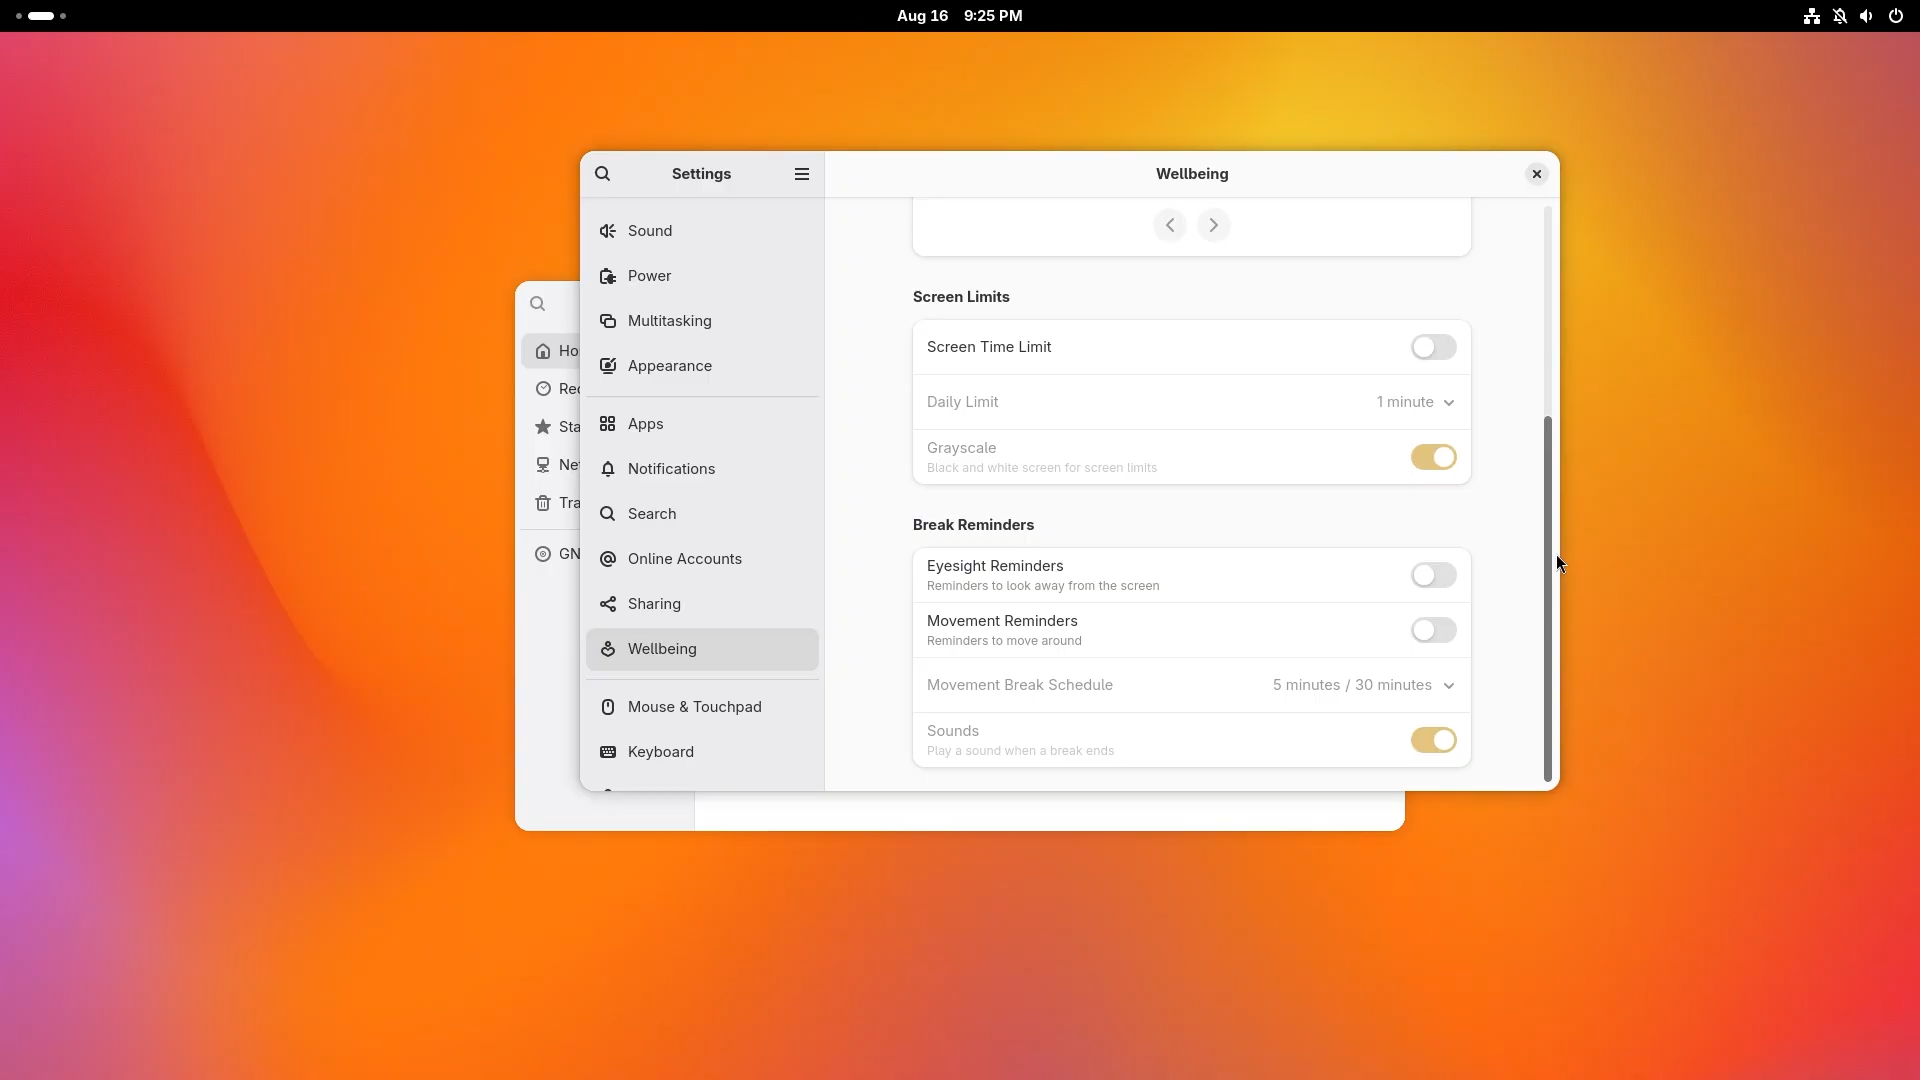 Aug 16 9:25 PM
Settings
Wellbeing
Sound
Power
Multitasking
Appearance
Apps
Notifications
Search
Online Accounts
Sharing
Wellbeing
Mouse & Touchpad
Keyboard
Screen Limits
Screen Time Limit
Daily Limit
1 minute
Grayscale
Black and white screen for screen limits
Break Reminders
Eyesight Reminders
Reminders to look away from the screen
Movement Reminders
Reminders to move around
Movement Break Schedule
5 minutes / 30 minutes
Sounds
Play a sound when a break ends
Ho
Rec
Sta
Net
Tra
GN